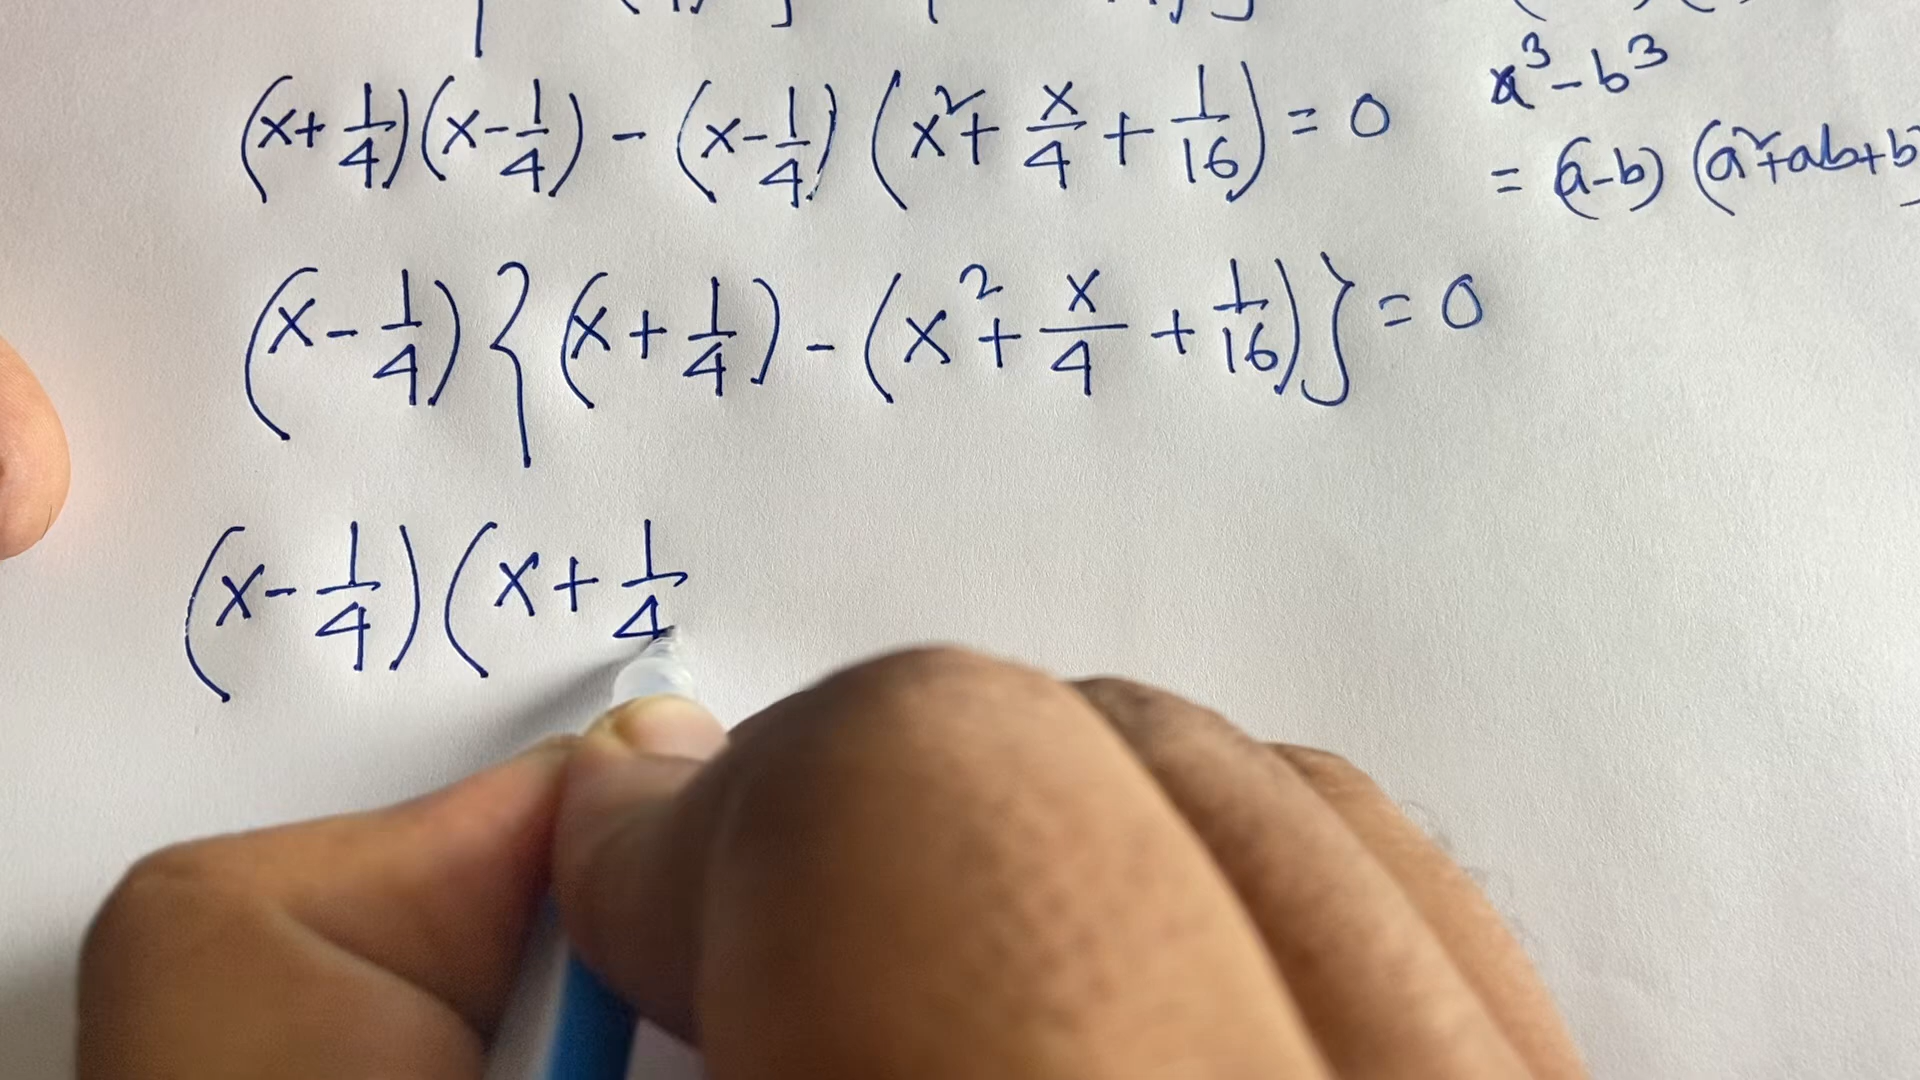 (x + 1/4)(x - 1/4) - (x - 1/4)(x² + x/4 + 1/16) = 0
(x - 1/4){(x + 1/4) - (x² + x/4 + 1/16)} = 0
(x - 1/4)(x + 1/4
a³ - b³
= (a-b)(a²+ab+b